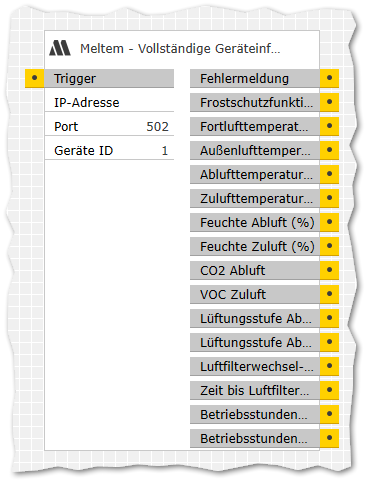 Meltem - Vollständige Geräteinf...
Trigger
Fehlermeldung
IP-Adresse
Frostschutzfunkti...
Port 502
Fortlufttemperat...
Geräte ID 1
Außenlufttemper...
Ablufttemperatur...
Zulufttemperatur...
Feuchte Abluft (%)
Feuchte Zuluft (%)
CO2 Abluft
VOC Zuluft
Lüftungsstufe Ab...
Lüftungsstufe Ab...
Luftfilterwechsel-...
Zeit bis Luftfilter...
Betriebsstunden...
Betriebsstunden...